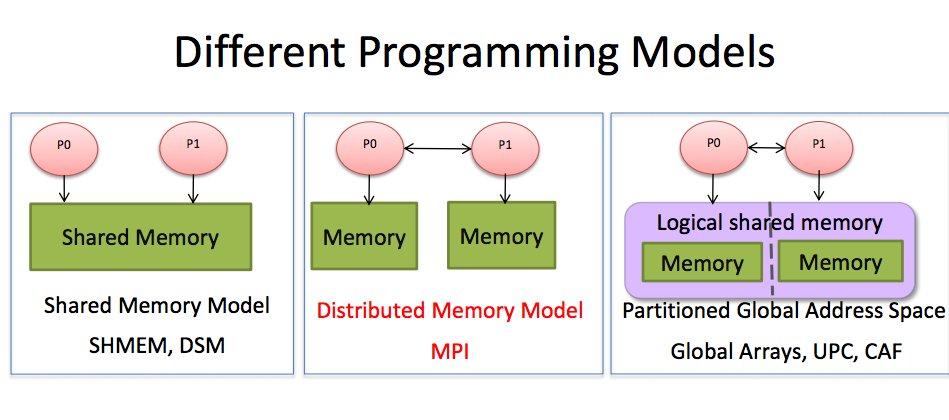 Different Programming Models
P0
P1
Shared Memory
Shared Memory Model
SHMEM, DSM
P0
P1
Memory
Memory
Distributed Memory Model
MPI
P0
P1
Logical shared memory
Memory
Memory
Partitioned Global Address Space
Global Arrays, UPC, CAF